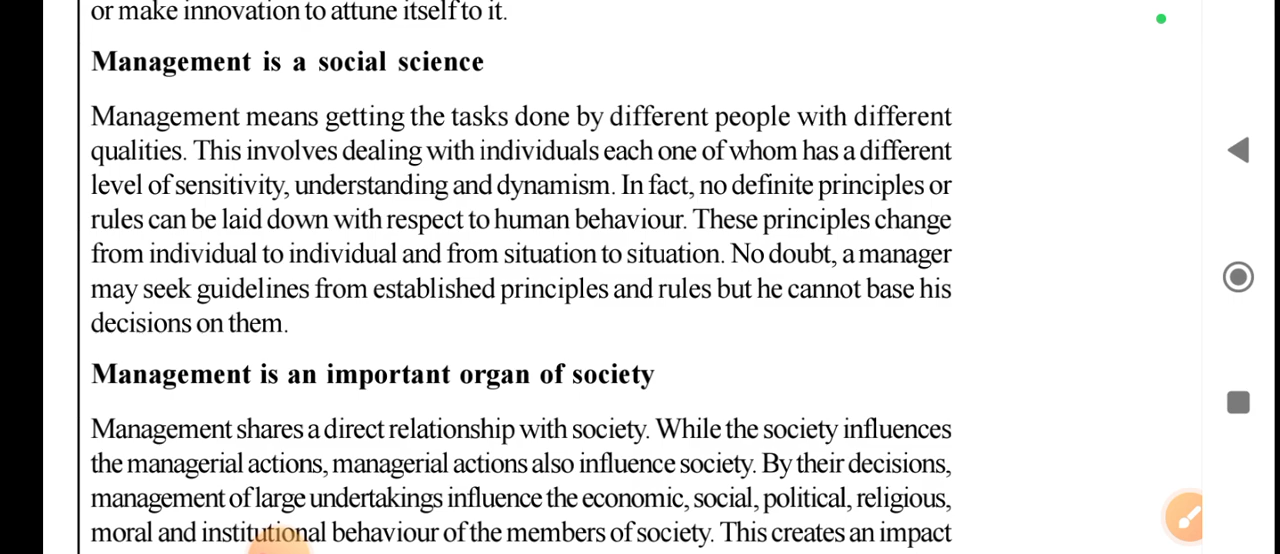 or make innovation to attune itself to it.
Management is a social science
Management means getting the tasks done by different people with different
qualities. This involves dealing with individuals each one of whom has a different
level of sensitivity, understanding and dynamism. In fact, no definite principles or
rules can be laid down with respect to human behaviour. These principles change
from individual to individual and from situation to situation. No doubt, a manager
may seek guidelines from established principles and rules but he cannot base his
decisions on them.
Management is an important organ of society
Management shares a direct relationship with society. While the society influences
the managerial actions, managerial actions also influence society. By their decisions,
management of large undertakings influence the economic, social, political, religious,
moral and institutional behaviour of the members of society. This creates an impact